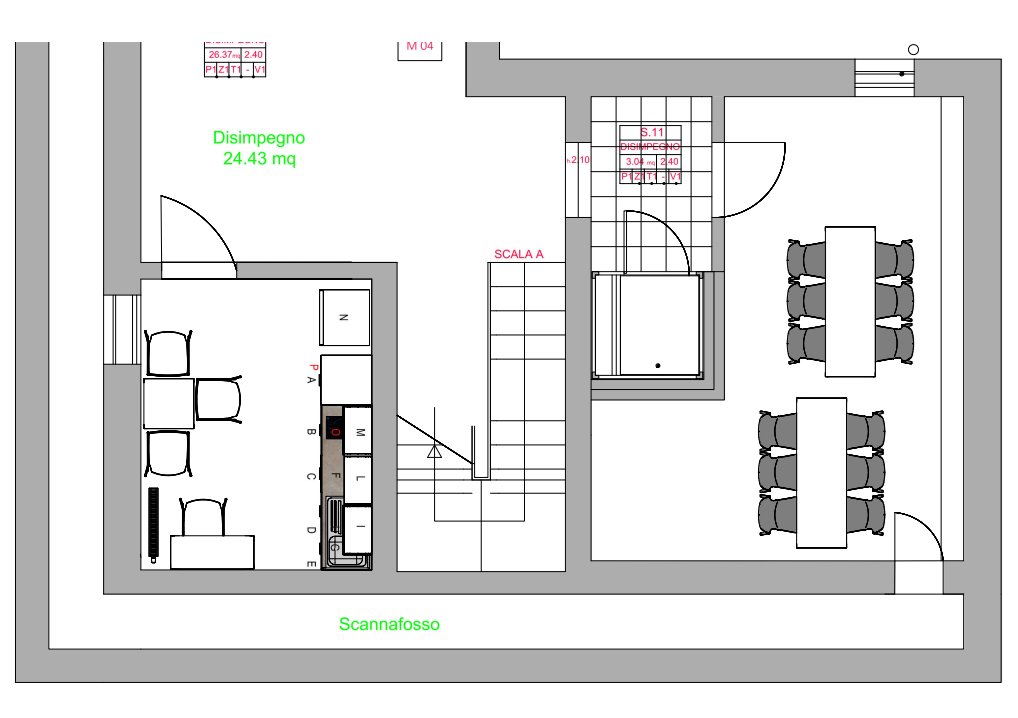 26.37 mq 2.40
P1 Z1 T1 - V1
M 04
Disimpegno
24.43 mq
S.11
DISIMPEGNO
3.04 mq 2.40
P1 Z1 T1 - V1
h.2.10
SCALA A
N
P
A
B
C
D
E
O
F
G
M
L
I
Scannafosso